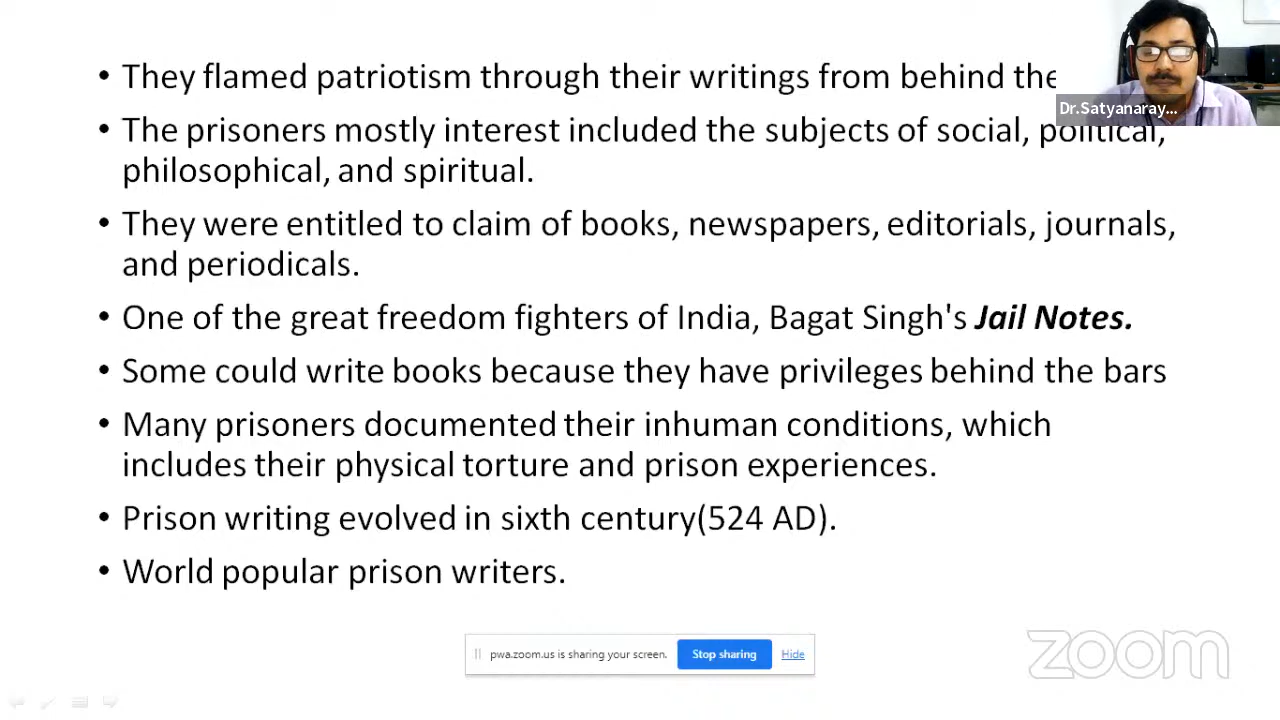 • They flamed patriotism through their writings from behind the
Dr.Satyanaray...
• The prisoners mostly interest included the subjects of social, political,
philosophical, and spiritual.
• They were entitled to claim of books, newspapers, editorials, journals,
and periodicals.
• One of the great freedom fighters of India, Bagat Singh's Jail Notes.
• Some could write books because they have privileges behind the bars
• Many prisoners documented their inhuman conditions, which
includes their physical torture and prison experiences.
• Prison writing evolved in sixth century(524 AD).
• World popular prison writers.
pwa.zoom.us is sharing your screen. Stop sharing Hide
zoom